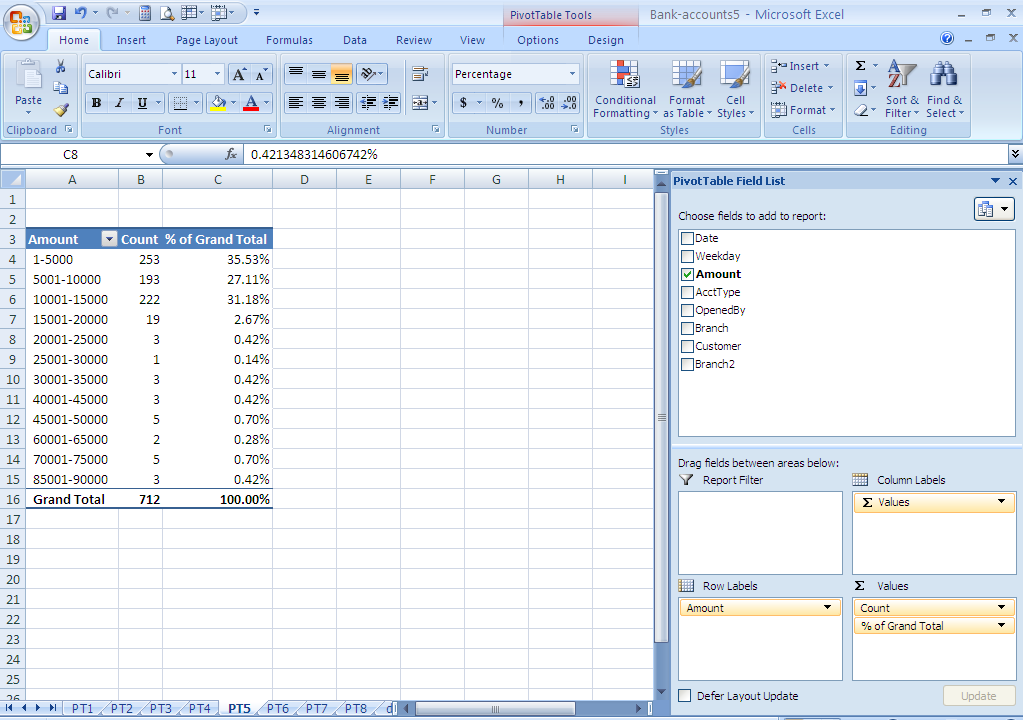 PivotTable Tools Bank-accounts5 - Microsoft Excel
Home Insert Page Layout Formulas Data Review View Options Design
Paste
Calibri 11
B I U A
A A
Percentage
$ % ,
.00 .00
Conditional Formatting
Format as Table
Cell Styles
Insert
Delete
Format
Σ
Sort & Filter
Find & Select
Clipboard Font Alignment Number Styles Cells Editing
C8 fx 0.421348314606742%
A B C D E F G H I
1
2
3 Amount Count % of Grand Total
4 1-5000 253 35.53%
5 5001-10000 193 27.11%
6 10001-15000 222 31.18%
7 15001-20000 19 2.67%
8 20001-25000 3 0.42%
9 25001-30000 1 0.14%
10 30001-35000 3 0.42%
11 40001-45000 3 0.42%
12 45001-50000 5 0.70%
13 60001-65000 2 0.28%
14 70001-75000 5 0.70%
15 85001-90000 3 0.42%
16 Grand Total 712 100.00%
17
18
19
20
21
22
23
24
25
26
PT1 PT2 PT3 PT4 PT5 PT6 PT7 PT8 d
PivotTable Field List
Choose fields to add to report:
Date
Weekday
Amount
AcctType
OpenedBy
Branch
Customer
Branch2
Drag fields between areas below:
Report Filter
Column Labels
Σ Values
Row Labels
Σ Values
Amount
Count
% of Grand Total
Defer Layout Update
Update